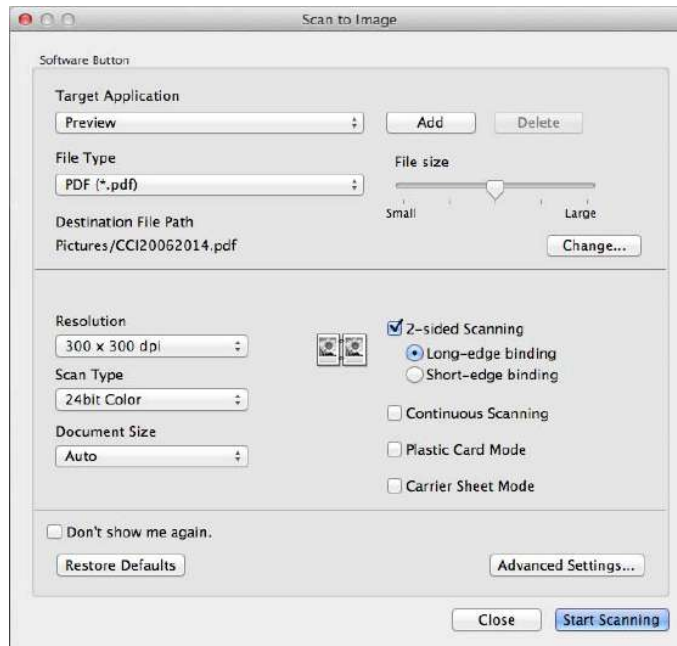 Scan to Image
Software Button
Target Application
Preview
Add
Delete
File Type
File size
PDF (*.pdf)
Small
Large
Destination File Path
Pictures/CCI20062014.pdf
Change...
Resolution
300 x 300 dpi
2-sided Scanning
Long-edge binding
Scan Type
Short-edge binding
24bit Color
Continuous Scanning
Document Size
Auto
Plastic Card Mode
Carrier Sheet Mode
Don't show me again.
Restore Defaults
Advanced Settings...
Close
Start Scanning